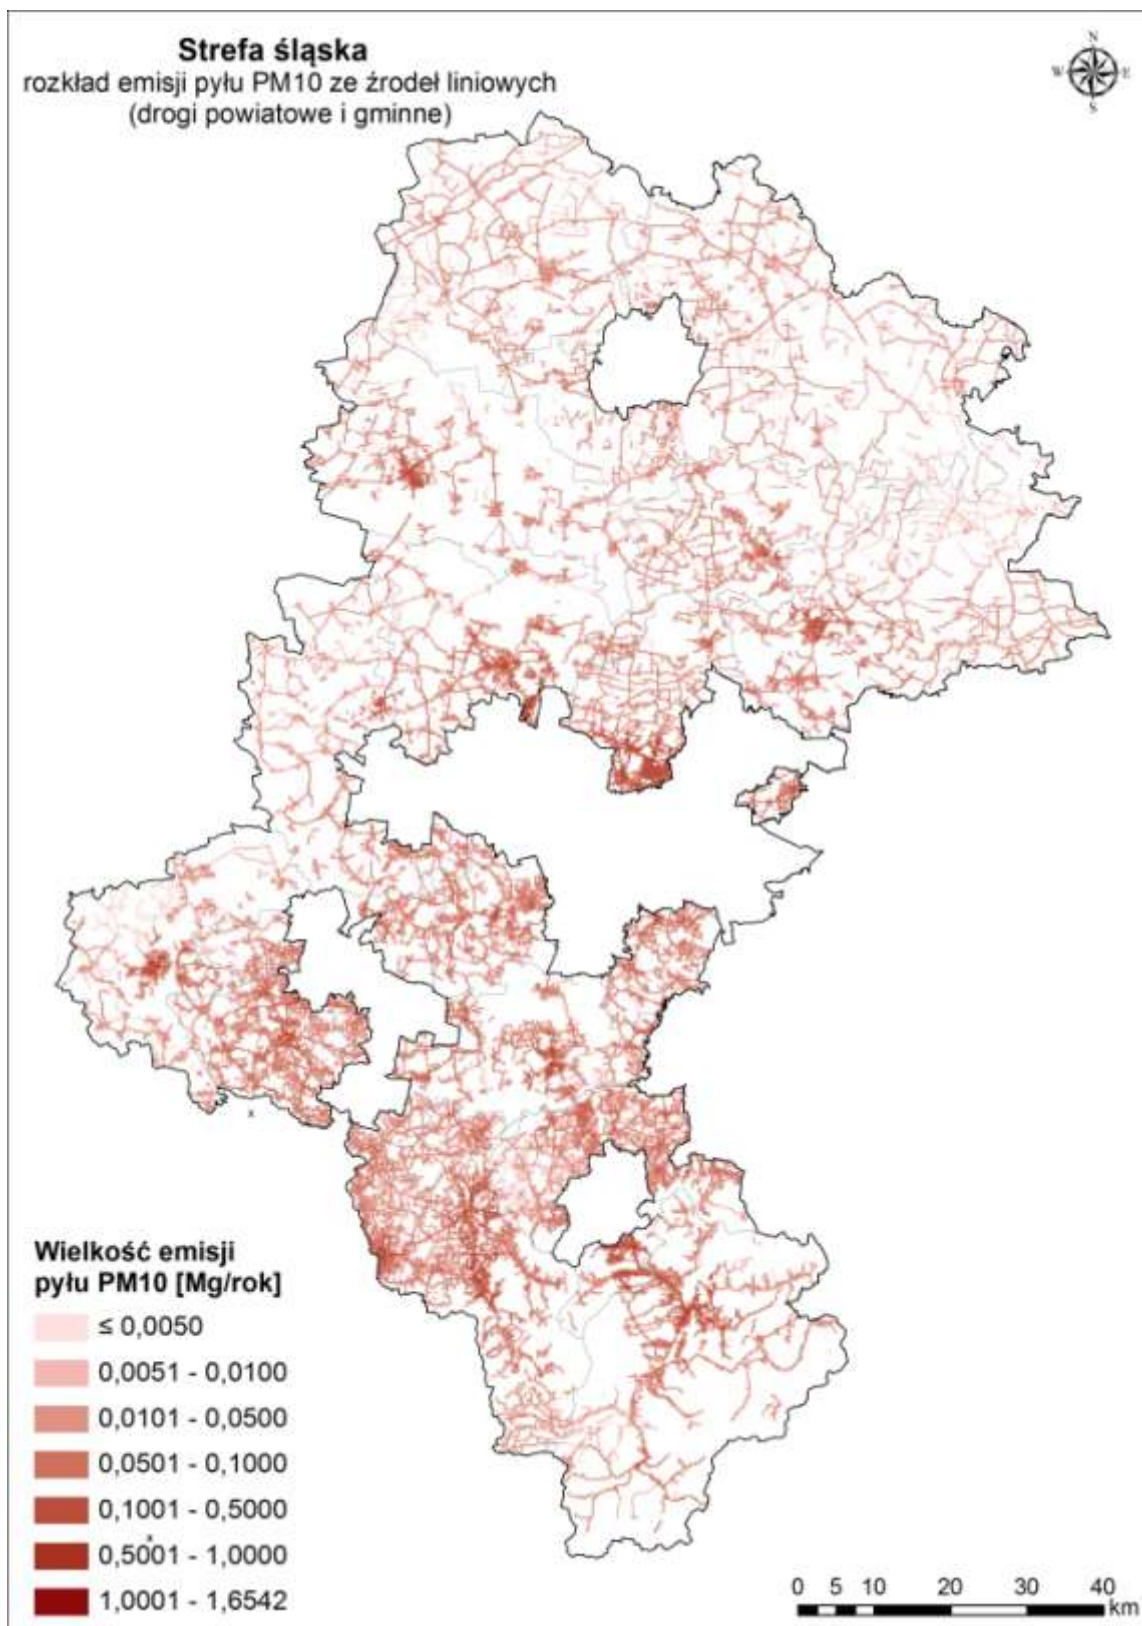 Strefa śląska
rozkład emisji pyłu PM10 ze źrodeł liniowych
(drogi powiatowe i gminne)
N
W E
S
Wielkość emisji
pyłu PM10 [Mg/rok]
≤ 0,0050
0,0051 - 0,0100
0,0101 - 0,0500
0,0501 - 0,1000
0,1001 - 0,5000
0,5001 - 1,0000
1,0001 - 1,6542
0 5 10 20 30 40
km